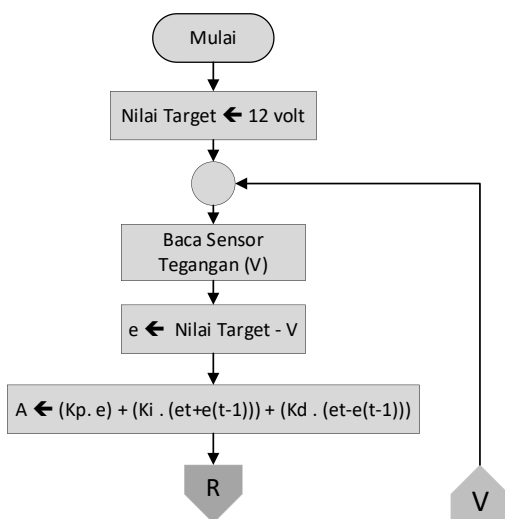 Mulai
Nilai Target 🡸 12 volt
Baca Sensor
Tegangan (V)
e 🡸 Nilai Target - V
A 🡸 (Kp. e) + (Ki . (et+e(t-1))) + (Kd . (et-e(t-1)))
R
V